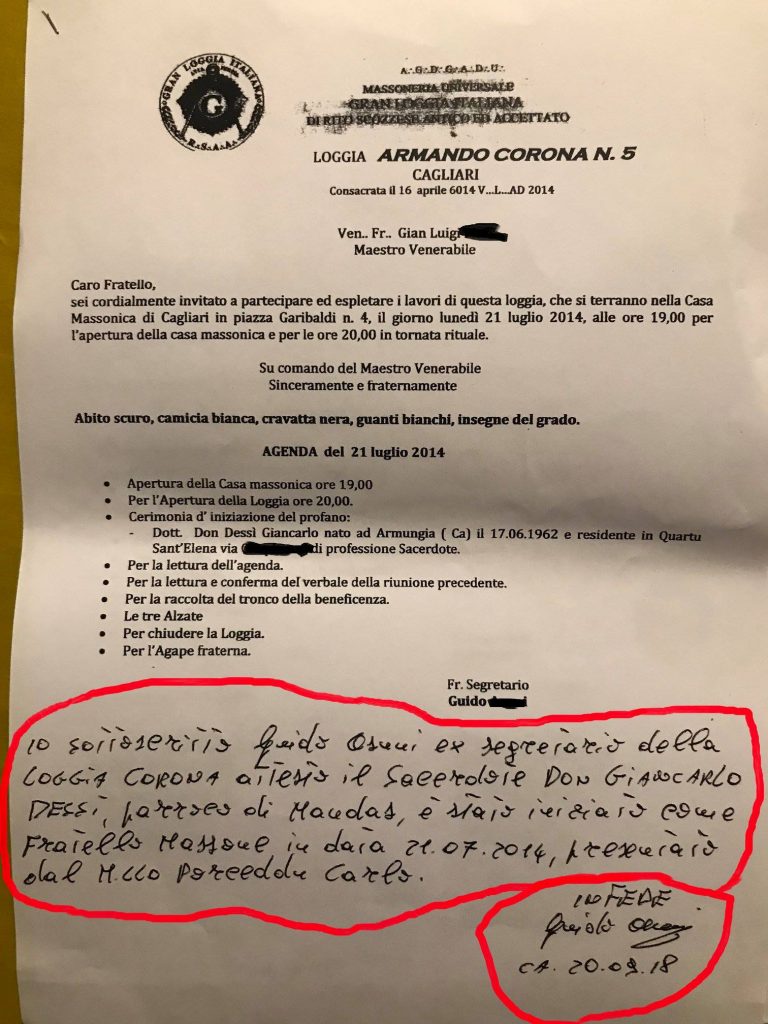 GRAN LOGGIA ITALIANA
G
R.S.A.A.
A.G.D.G.A.D.U.
MASSONERIA UNIVERSALE
GRAN LOGGIA ITALIANA
DI RITO SCOZZESE ANTICO ED ACCETTATO
LOGGIA ARMANDO CORONA N. 5
CAGLIARI
Consacrata il 16 aprile 6014 V...L...AD 2014
Ven.. Fr.. Gian Luigi
Maestro Venerabile
Caro Fratello,
sei cordialmente invitato a partecipare ed espletare i lavori di questa loggia, che si terranno nella Casa
Massonica di Cagliari in piazza Garibaldi n. 4, il giorno lunedì 21 luglio 2014, alle ore 19,00 per
l'apertura della casa massonica e per le ore 20,00 in tornata rituale.
Su comando del Maestro Venerabile
Sinceramente e fraternamente
Abito scuro, camicia bianca, cravatta nera, guanti bianchi, insegne del grado.
AGENDA del 21 luglio 2014
• Apertura della Casa massonica ore 19,00
• Per l'Apertura della Loggia ore 20,00.
• Cerimonia d' iniziazione del profano:
- Dott. Don Dessì Giancarlo nato ad Armungia ( Ca) il 17.06.1962 e residente in Quartu
Sant'Elena via di professione Sacerdote.
• Per la lettura dell'agenda.
• Per la lettura e conferma del verbale della riunione precedente.
• Per la raccolta del tronco della beneficenza.
• Le tre Alzate
• Per chiudere la Loggia.
• Per l'Agape fraterna.
Fr. Segretario
Guido
IO sottoscritto Guido Osuni ex segretario della
LOGGIA CORONA attesto il Sacerdote DON GIANCARLO
DESSÌ, parroco di Mandas, è stato iniziato come
Fratello Massone in data 21.07.2014, presentato
dal M.llo Poreeddu Carlo.
IN FEDE
Guido
CA. 20.09.18